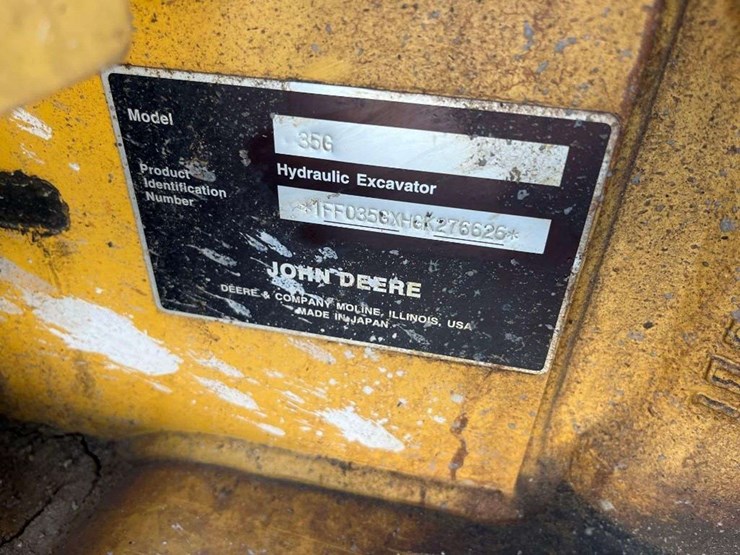 Model
35G
Hydraulic Excavator
Product
Identification
Number
*1FF035GXHGK276626*
JOHN DEERE
DEERE & COMPANY MOLINE, ILLINOIS, USA
MADE IN JAPAN